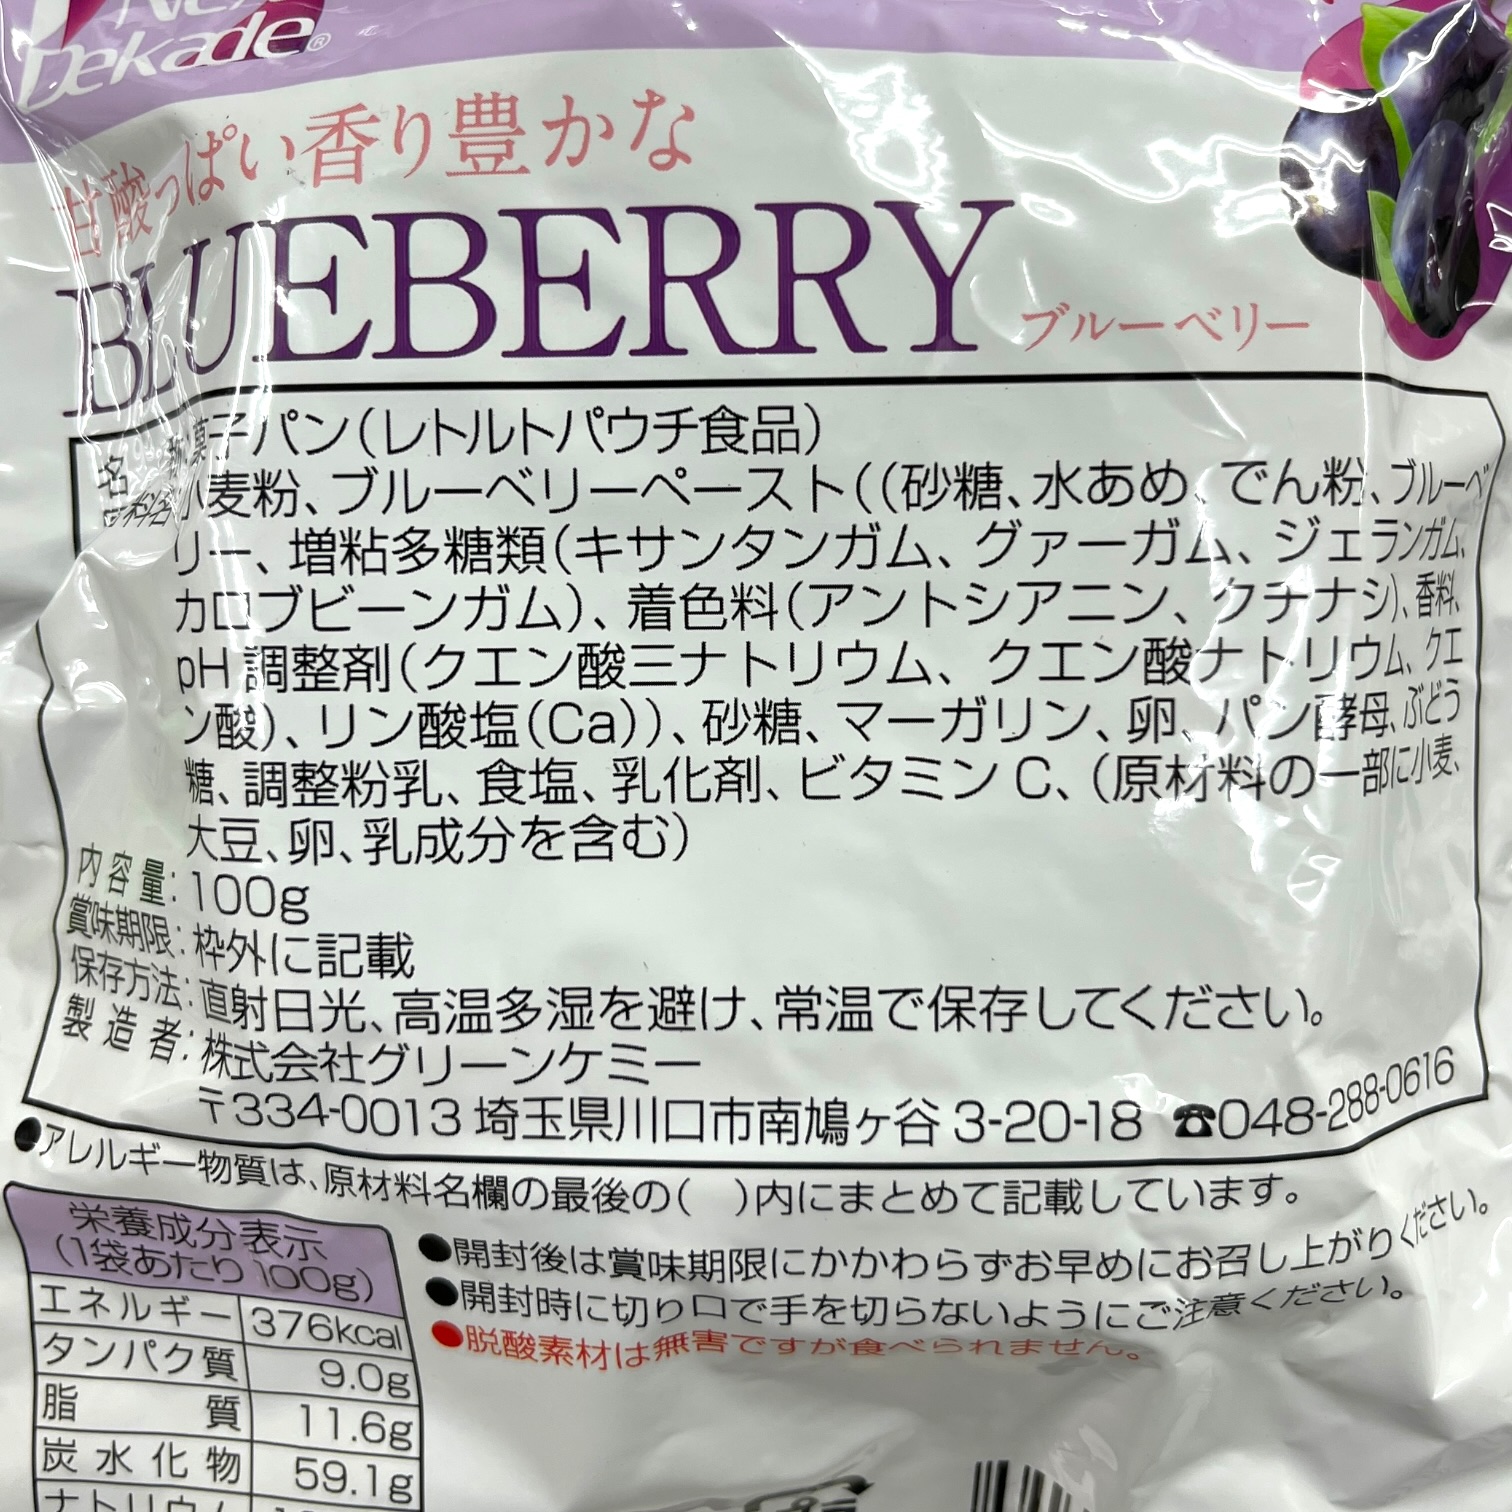 Dekade®
甘酸っぱい香り豊かな
BLUEBERRY ブルーベリー
菓子パン(レトルトパウチ食品)
小麦粉、ブルーベリーペースト((砂糖、水あめ、でん粉、ブルーベ
リー、増粘多糖類(キサンタンガム、グァーガム、ジェランガム、
カロブビーンガム)、着色料(アントシアニン、クチナシ)、香料、
pH調整剤(クエン酸三ナトリウム、クエン酸ナトリウム、クエ
ン酸)、リン酸塩(Ca))、砂糖、マーガリン、卵、パン酵母、ぶどう
糖、調整粉乳、食塩、乳化剤、ビタミンC、(原材料の一部に小麦、
大豆、卵、乳成分を含む)
内容量:100g
賞味期限:枠外に記載
保存方法:直射日光、高温多湿を避け、常温で保存してください。
製造者:株式会社グリーンケミー
〒334-0013 埼玉県川口市南鳩ヶ谷3-20-18 ☎048-288-0616
●アレルギー物質は、原材料名欄の最後の( )内にまとめて記載しています。
栄養成分表示
(1袋あたり100g)
エネルギー 376kcal
タンパク質 9.0g
脂質 11.6g
炭水化物 59.1g
ナトリウム
●開封後は賞味期限にかかわらずお早めにお召し上がりください。
●開封時に切り口で手を切らないようにご注意ください。
●脱酸素材は無害ですが食べられません。